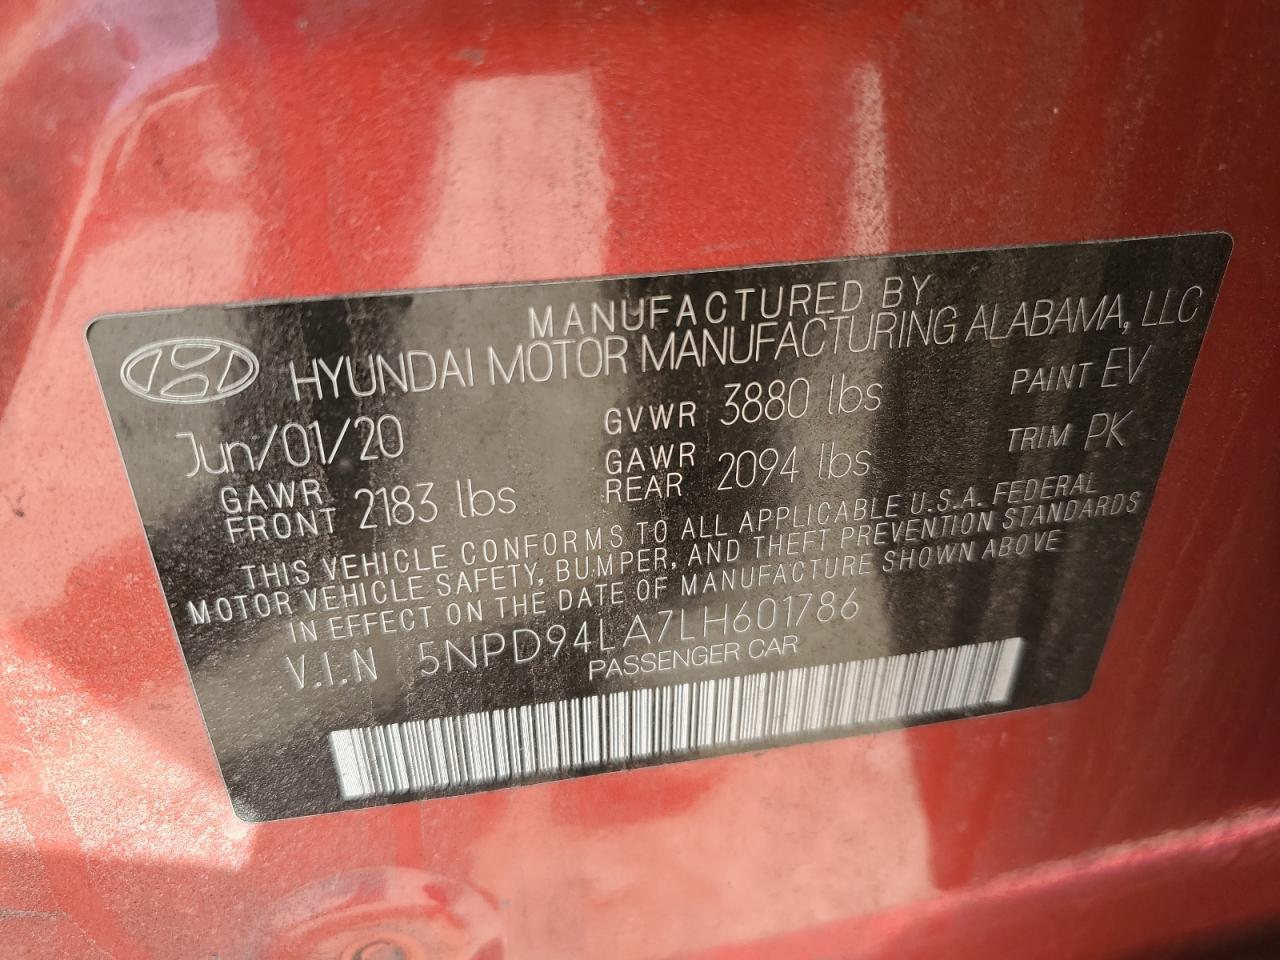 MANUFACTURED BY
HYUNDAI MOTOR MANUFACTURING ALABAMA, LLC
Jun/01/20 GVWR 3880 lbs PAINT EV
GAWR FRONT 2183 lbs GAWR REAR 2094 lbs TRIM PK
THIS VEHICLE CONFORMS TO ALL APPLICABLE U.S.A. FEDERAL
MOTOR VEHICLE SAFETY, BUMPER, AND THEFT PREVENTION STANDARDS
IN EFFECT ON THE DATE OF MANUFACTURE SHOWN ABOVE
V.I.N 5NPD94LA7LH601786
PASSENGER CAR